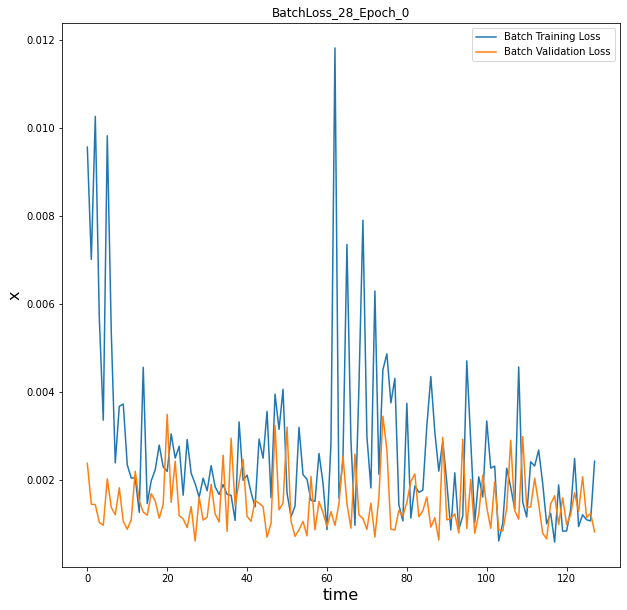 BatchLoss_28_Epoch_0
Batch Training Loss
Batch Validation Loss
0.012
0.010
0.008
0.006
0.004
0.002
x
0 20 40 60 80 100 120
time